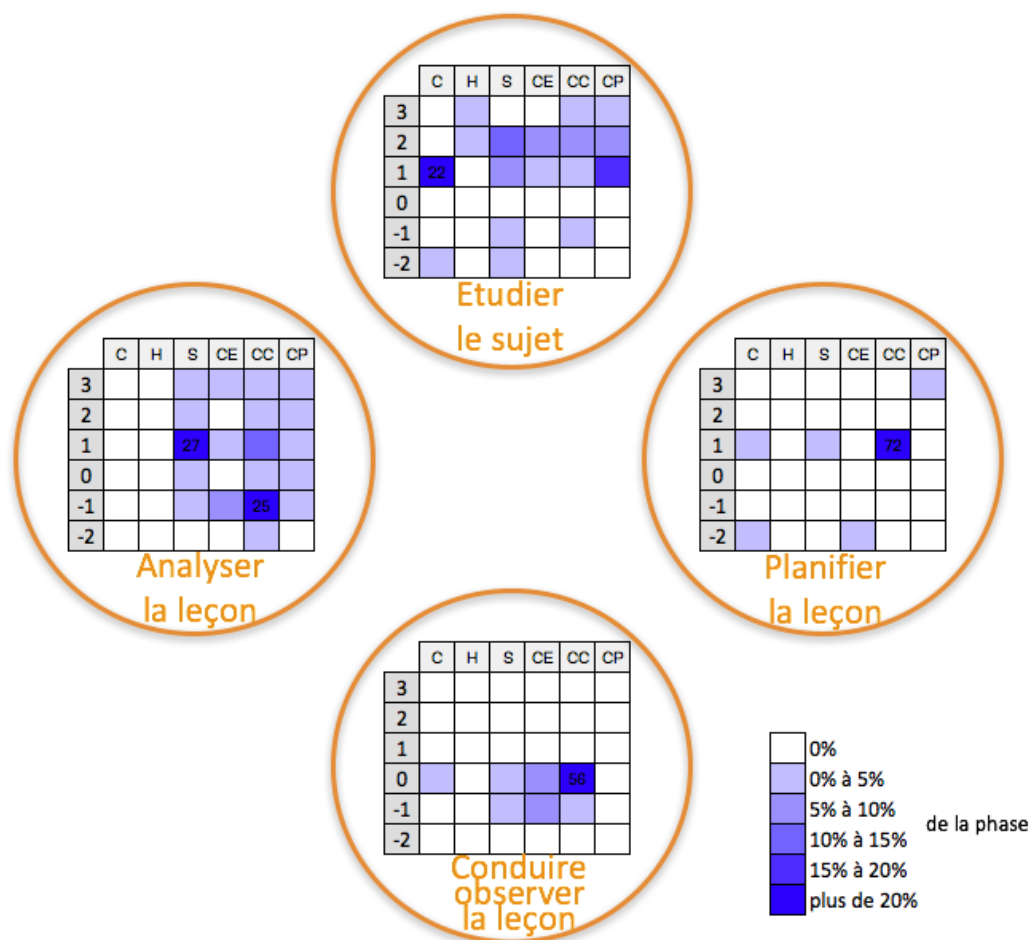 C H S CE CC CP
3
2
1 22
0
-1
-2
Etudier
le sujet
C H S CE CC CP
3
2
1 27
0
-1 25
-2
Analyser
la leçon
C H S CE CC CP
3
2
1 72
0
-1
-2
Planifier
la leçon
C H S CE CC CP
3
2
1
0 56
-1
-2
Conduire
observer
la leçon
0%
0% à 5%
5% à 10%
10% à 15%
15% à 20%
plus de 20%
de la phase